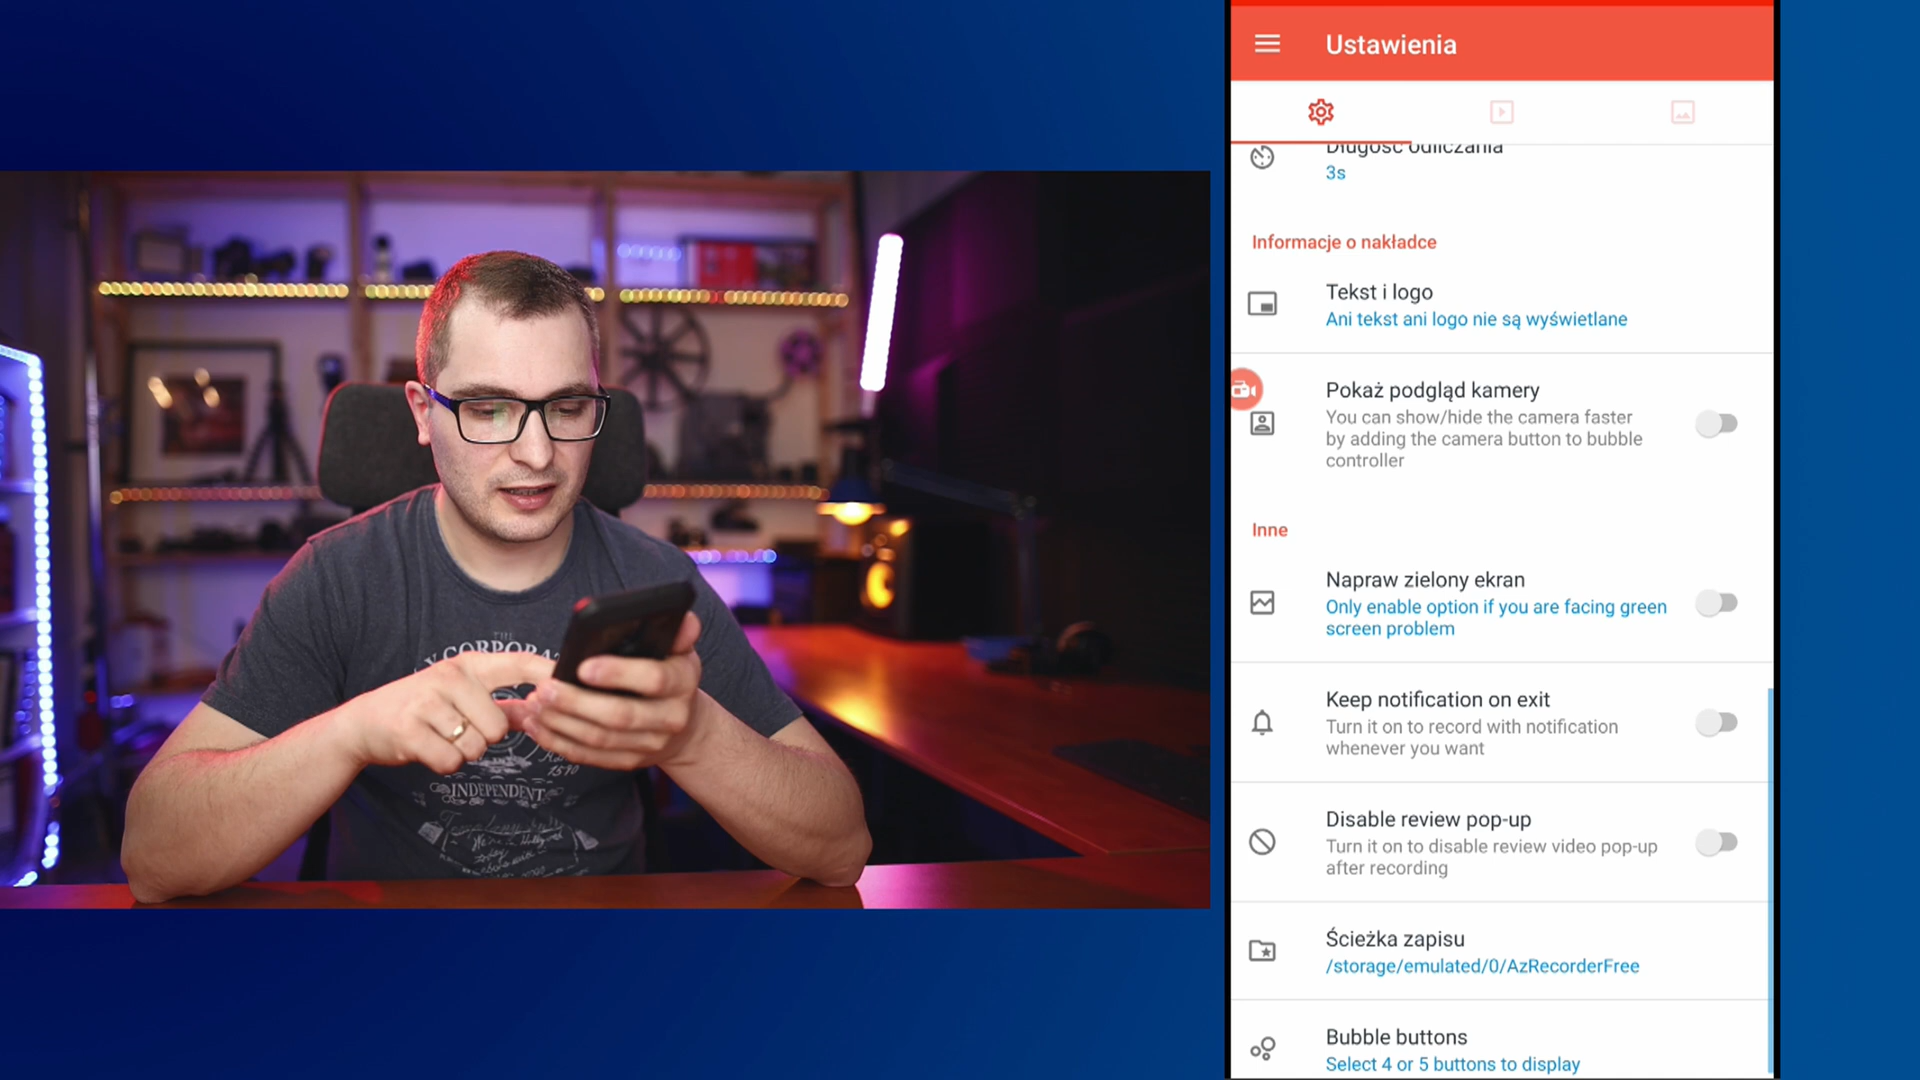 Ustawienia
Długość odliczania
3s
Informacje o nakładce
Tekst i logo
Ani tekst ani logo nie są wyświetlane
Pokaż podgląd kamery
You can show/hide the camera faster
by adding the camera button to bubble
controller
Inne
Napraw zielony ekran
Only enable option if you are facing green
screen problem
Keep notification on exit
Turn it on to record with notification
whenever you want
Disable review pop-up
Turn it on to disable review video pop-up
after recording
Ścieżka zapisu
/storage/emulated/0/AzRecorderFree
Bubble buttons
Select 4 or 5 buttons to display
THE
INDEPENDENT